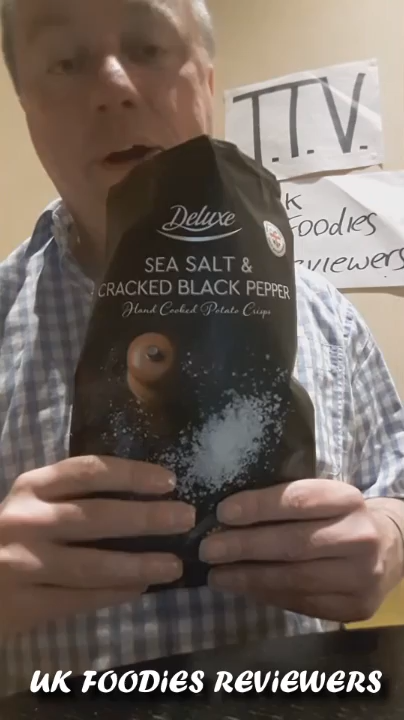 T.T.V.
K
Foodies
eviewers
Deluxe
SEA SALT &
CRACKED BLACK PEPPER
Hand Cooked Potato Crisps
UK FOODiES REViEWERS